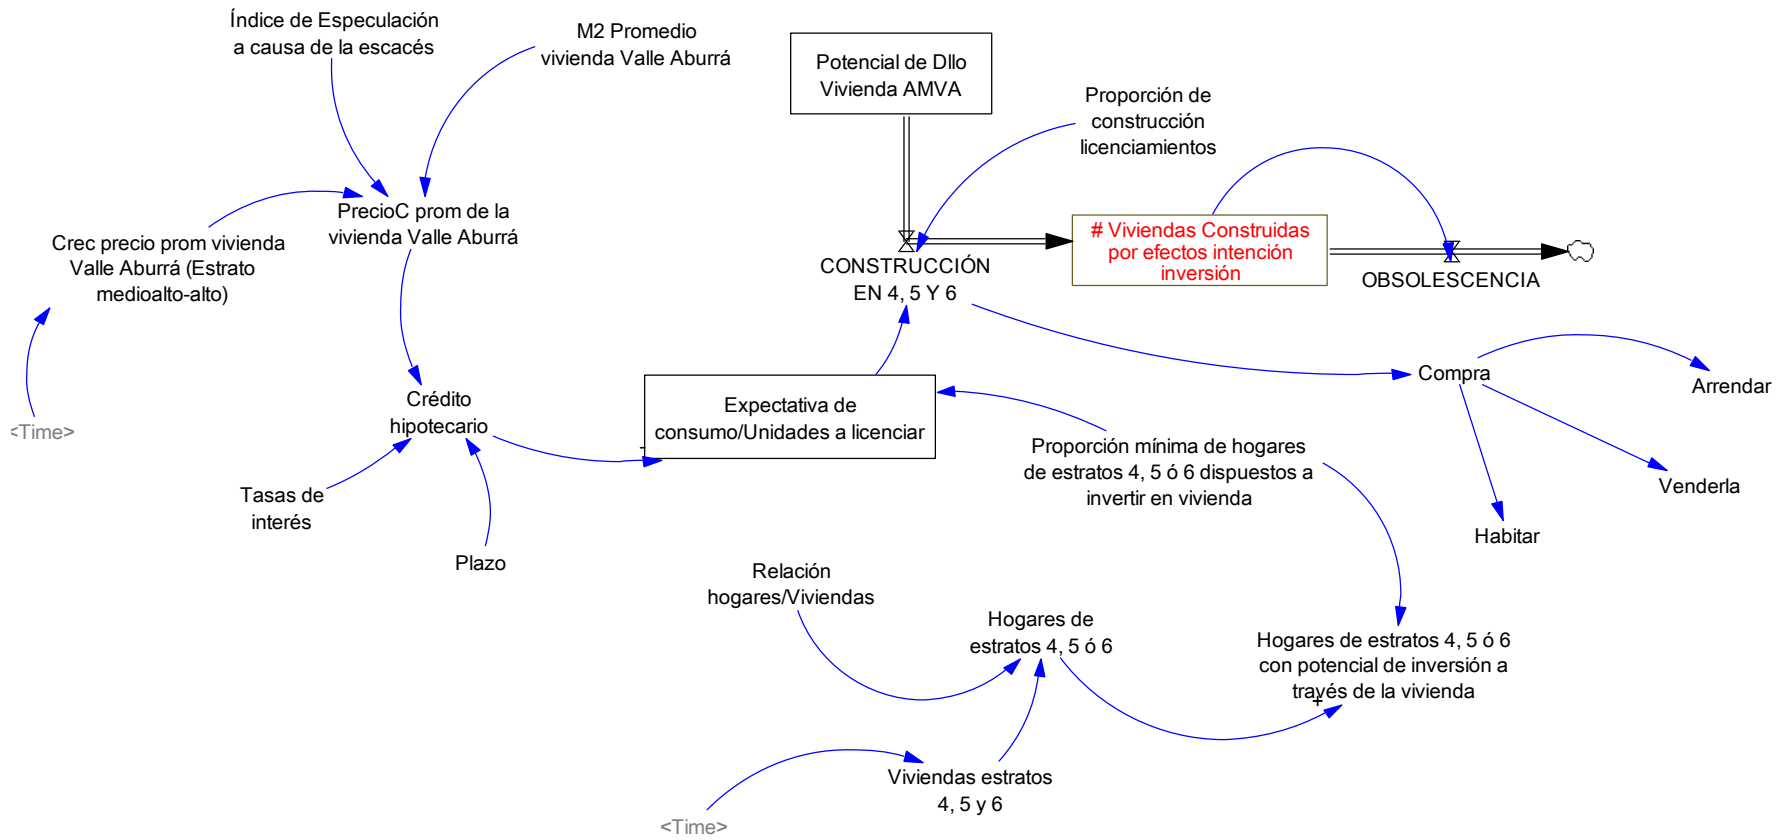 Índice de Especulación
a causa de la escacés
M2 Promedio
vivienda Valle Aburrá
Potencial de Dllo
Vivienda AMVA
Proporción de
construcción
licenciamientos
PrecioC prom de la
vivienda Valle Aburrá
Crec precio prom vivienda
Valle Aburrá (Estrato
medioalto-alto)
# Viviendas Construidas
por efectos intención
inversión
CONSTRUCCIÓN
EN 4, 5 Y 6
OBSOLESCENCIA
<Time>
Crédito
hipotecario
-
Expectativa de
consumo/Unidades a licenciar
Compra
Arrendar
Proporción mínima de hogares
de estratos 4, 5 ó 6 dispuestos a
invertir en vivienda
Venderla
Habitar
Tasas de
interés
Plazo
Relación
hogares/Viviendas
Hogares de
estratos 4, 5 ó 6
Hogares de estratos 4, 5 ó 6
con potencial de inversión a
través de la vivienda
+
Viviendas estratos
4, 5 y 6
<Time>